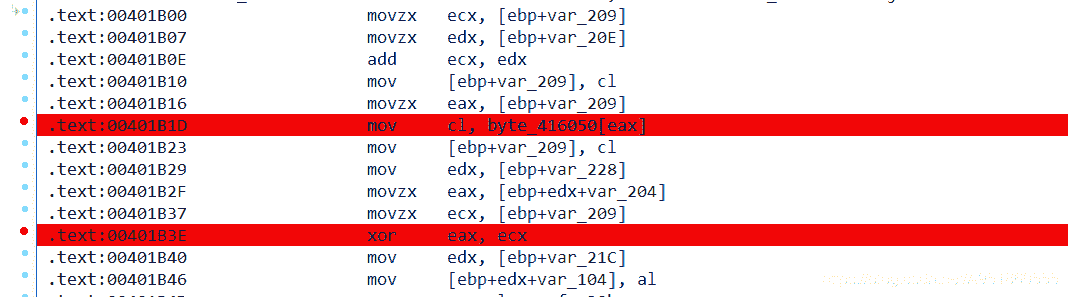 .text:00401B00 movzx ecx, [ebp+var_209]
.text:00401B07 movzx edx, [ebp+var_20E]
.text:00401B0E add ecx, edx
.text:00401B10 mov [ebp+var_209], cl
.text:00401B16 movzx eax, [ebp+var_209]
.text:00401B1D mov cl, byte_416050[eax]
.text:00401B23 mov [ebp+var_209], cl
.text:00401B29 mov edx, [ebp+var_228]
.text:00401B2F movzx eax, [ebp+edx+var_204]
.text:00401B37 movzx ecx, [ebp+var_209]
.text:00401B3E xor eax, ecx
.text:00401B40 mov edx, [ebp+var_21C]
.text:00401B46 mov [ebp+edx+var_104], al